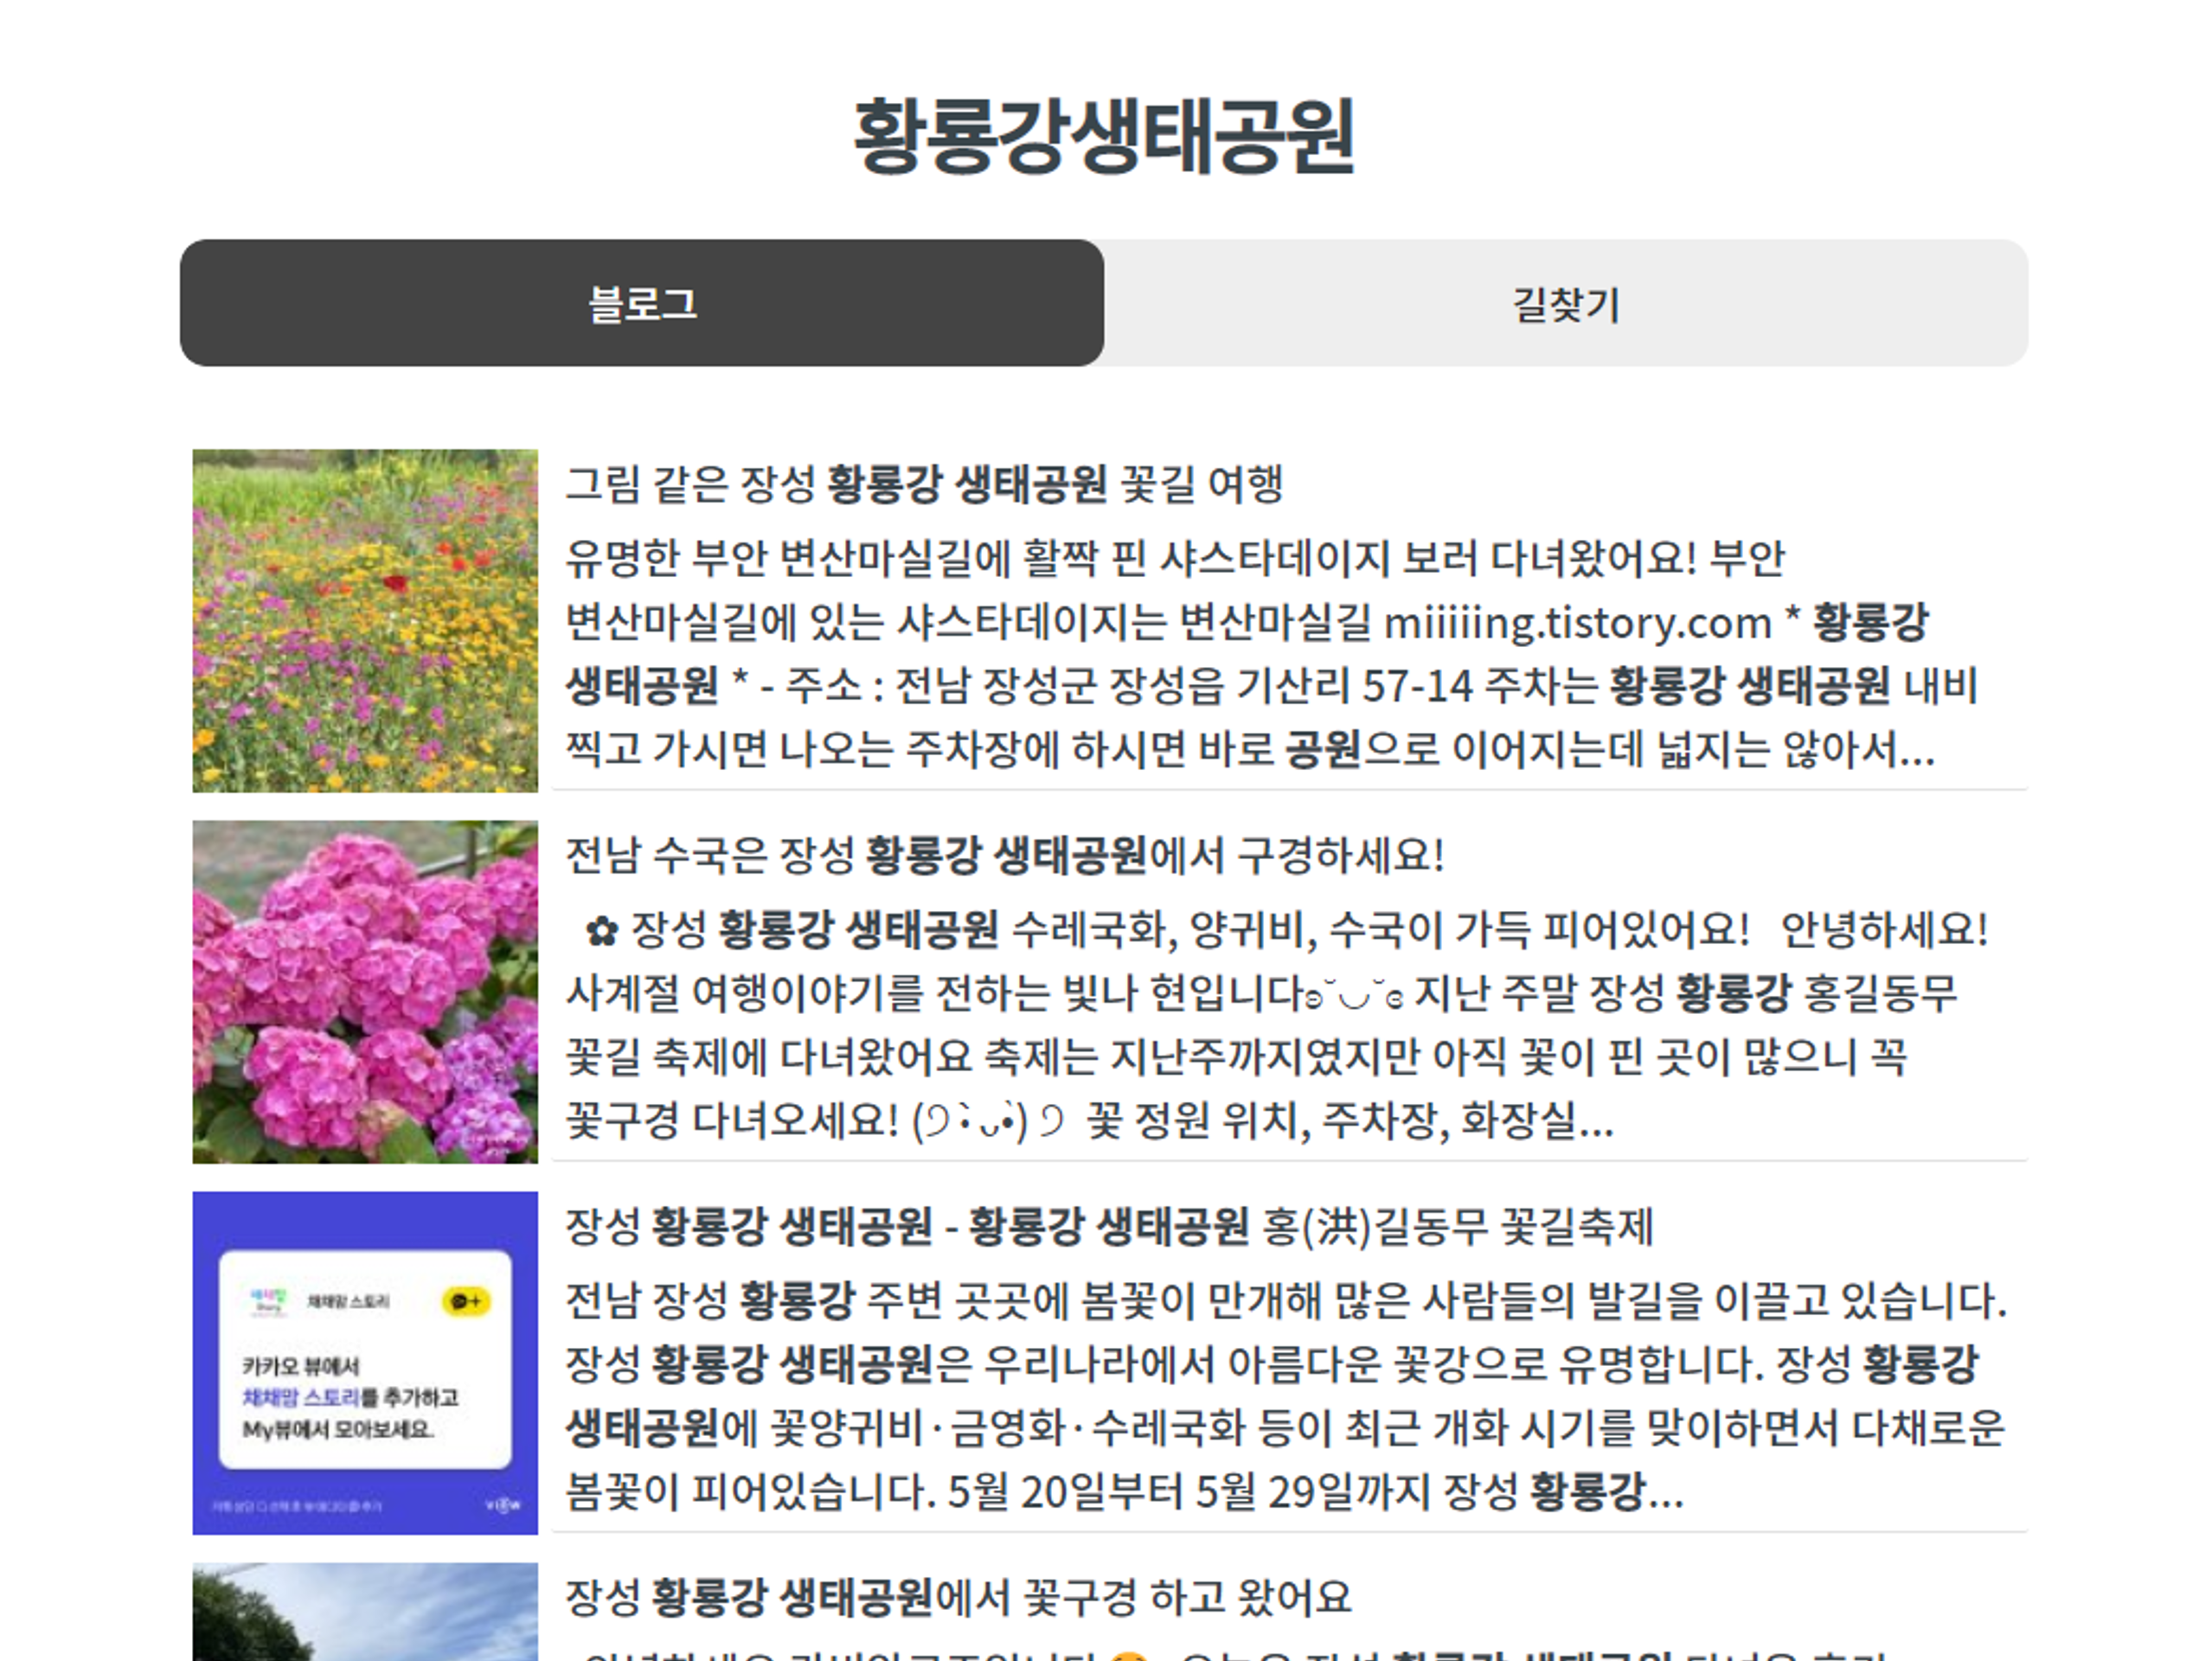 황룡강생태공원
블로그
길찾기
그림 같은 장성 황룡강 생태공원 꽃길 여행
유명한 부안 변산마실길에 활짝 핀 샤스타데이지 보러 다녀왔어요! 부안
변산마실길에 있는 샤스타데이지는 변산마실길 miiiiing.tistory.com * 황룡강
생태공원 * - 주소 : 전남 장성군 장성읍 기산리 57-14 주차는 황룡강 생태공원 내비
찍고 가시면 나오는 주차장에 하시면 바로 공원으로 이어지는데 넓지는 않아서...
전남 수국은 장성 황룡강 생태공원에서 구경하세요!
✿ 장성 황룡강 생태공원 수레국화, 양귀비, 수국이 가득 피어있어요! 안녕하세요!
사계절 여행이야기를 전하는 빛나 현입니다ʚ˘◡˘ɞ 지난 주말 장성 황룡강 홍길동무
꽃길 축제에 다녀왔어요 축제는 지난주까지였지만 아직 꽃이 핀 곳이 많으니 꼭
꽃구경 다녀오세요! (੭•̀ᴗ•̀)੭ 꽃 정원 위치, 주차장, 화장실...
장성 황룡강 생태공원 - 황룡강 생태공원 홍(洪)길동무 꽃길축제
전남 장성 황룡강 주변 곳곳에 봄꽃이 만개해 많은 사람들의 발길을 이끌고 있습니다.
장성 황룡강 생태공원은 우리나라에서 아름다운 꽃강으로 유명합니다. 장성 황룡강
생태공원에 꽃양귀비·금영화·수레국화 등이 최근 개화 시기를 맞이하면서 다채로운
봄꽃이 피어있습니다. 5월 20일부터 5월 29일까지 장성 황룡강...
채채맘 스토리
카카오 뷰에서
채채맘 스토리를 추가하고
My뷰에서 모아보세요.
view
장성 황룡강 생태공원에서 꽃구경 하고 왔어요